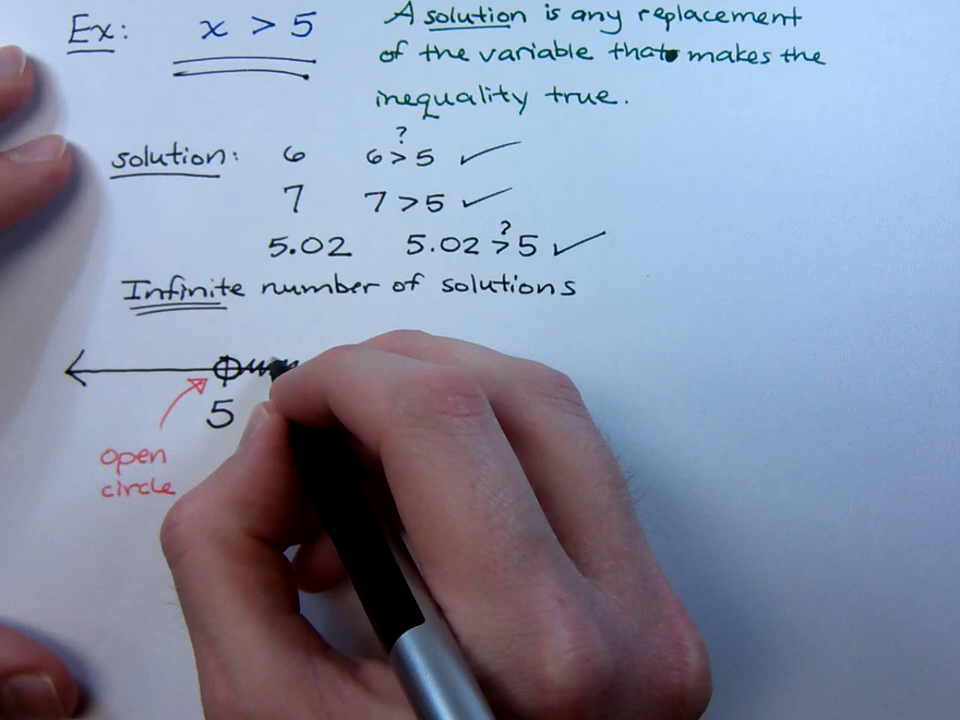 Ex: x > 5
A solution is any replacement
of the variable that makes the
inequality true.
solution: 6 6 > 5 ? ✓
7 7 > 5 ✓
5.02 5.02 > 5 ? ✓
Infinite number of solutions
5
open
circle